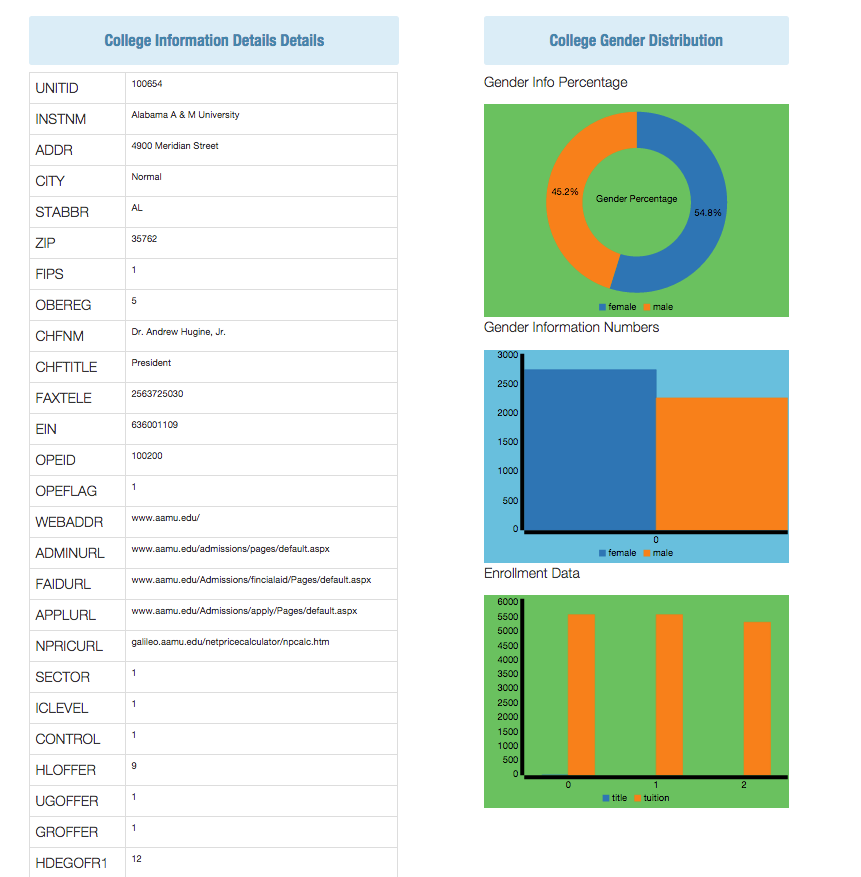 College Information Details Details
UNITID 100654
INSTNM Alabama A & M University
ADDR 4900 Meridian Street
CITY Normal
STABBR AL
ZIP 35762
FIPS 1
OBEREG 5
CHFNM Dr. Andrew Hugine, Jr.
CHFTITLE President
FAXTELE 2563725030
EIN 636001109
OPEID 100200
OPEFLAG 1
WEBADDR www.aamu.edu/
ADMINURL www.aamu.edu/admissions/pages/default.aspx
FAIDURL www.aamu.edu/Admissions/fincialaid/Pages/default.aspx
APPLURL www.aamu.edu/Admissions/apply/Pages/default.aspx
NPRICURL galileo.aamu.edu/netpricecalculator/npcalc.htm
SECTOR 1
ICLEVEL 1
CONTROL 1
HLOFFER 9
UGOFFER 1
GROFFER 1
HDEGOFR1 12
College Gender Distribution
Gender Info Percentage
45.2%
Gender Percentage
54.8%
female male
Gender Information Numbers
3000
2500
2000
1500
1000
500
0
0
female male
Enrollment Data
6000
5500
5000
4500
4000
3500
3000
2500
2000
1500
1000
500
0
0 1 2
title tuition